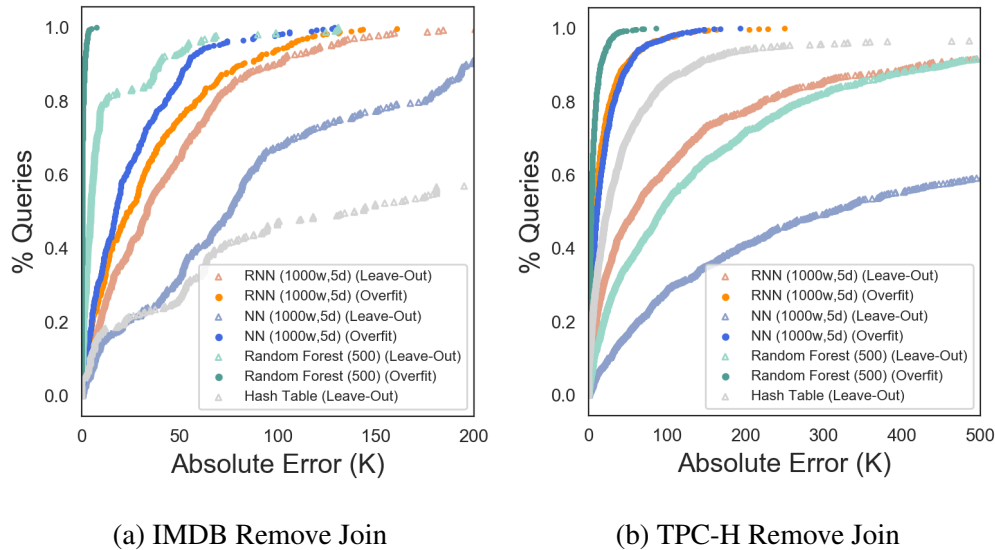 % Queries
1.0
0.8
0.6
0.4
0.2
0.0
RNN (1000w,5d) (Leave-Out)
RNN (1000w,5d) (Overfit)
NN (1000w,5d) (Leave-Out)
NN (1000w,5d) (Overfit)
Random Forest (500) (Leave-Out)
Random Forest (500) (Overfit)
Hash Table (Leave-Out)
0 50 100 150 200
Absolute Error (K)
(a) IMDB Remove Join
% Queries
1.0
0.8
0.6
0.4
0.2
0.0
RNN (1000w,5d) (Leave-Out)
RNN (1000w,5d) (Overfit)
NN (1000w,5d) (Leave-Out)
NN (1000w,5d) (Overfit)
Random Forest (500) (Leave-Out)
Random Forest (500) (Overfit)
Hash Table (Leave-Out)
0 100 200 300 400 500
Absolute Error (K)
(b) TPC-H Remove Join